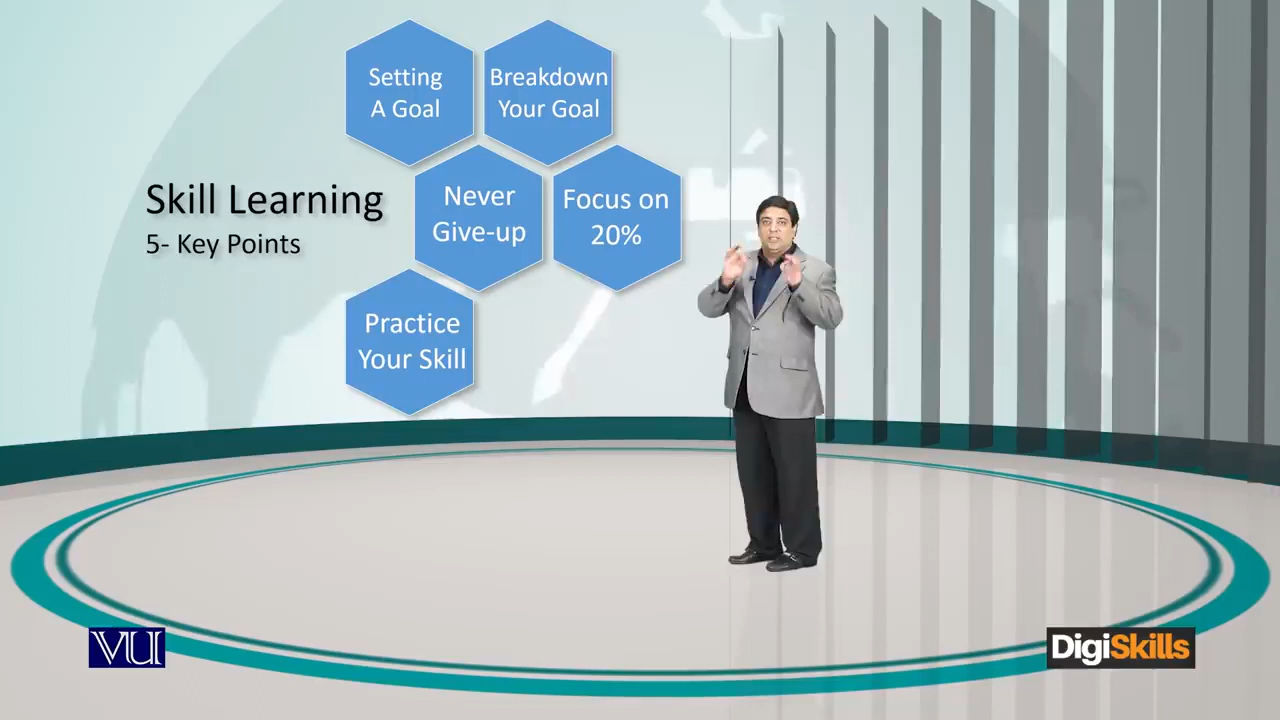 Setting
A Goal
Breakdown
Your Goal
Skill Learning
5- Key Points
Never
Give-up
Focus on
20%
Practice
Your Skill
VU
DigiSkills